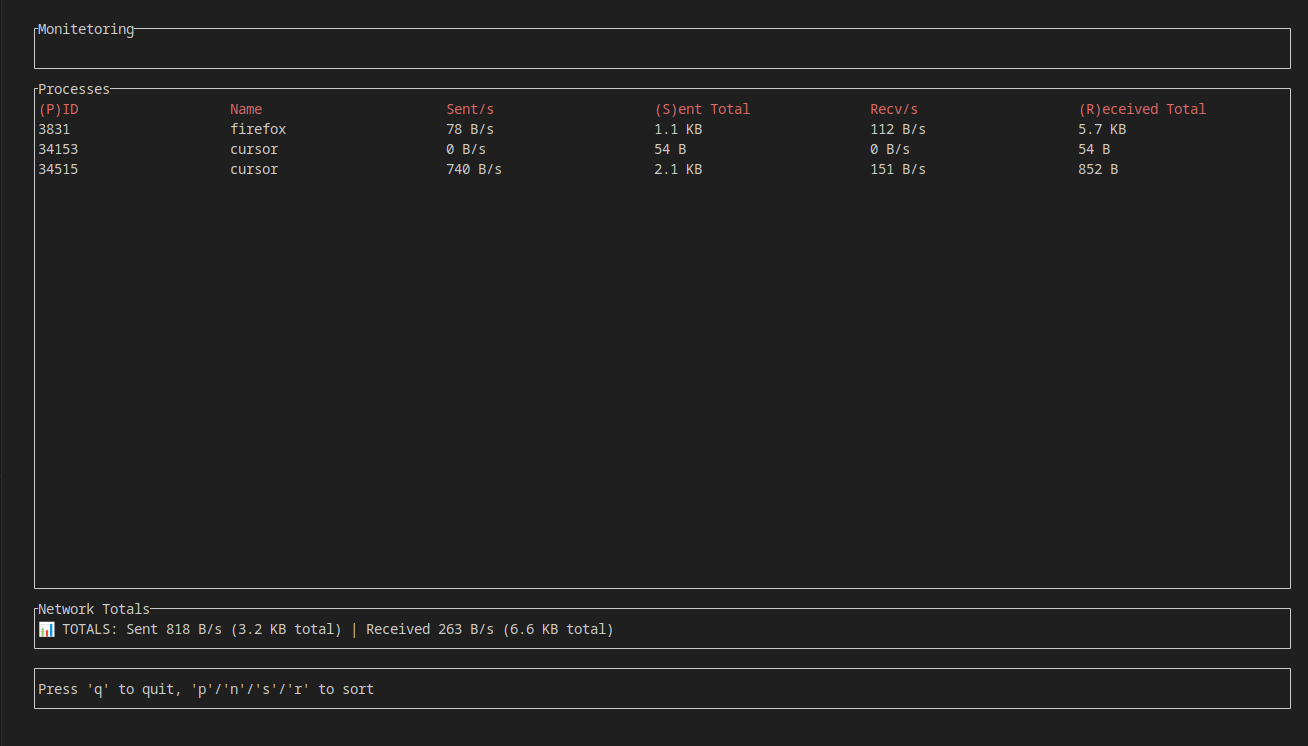 Monitetoring
Processes
(P)ID Name Sent/s (S)ent Total Recv/s (R)eceived Total
3831 firefox 78 B/s 1.1 KB 112 B/s 5.7 KB
34153 cursor 0 B/s 54 B 0 B/s 54 B
34515 cursor 740 B/s 2.1 KB 151 B/s 852 B
Network Totals
📊 TOTALS: Sent 818 B/s (3.2 KB total) | Received 263 B/s (6.6 KB total)
Press 'q' to quit, 'p'/'n'/'s'/'r' to sort